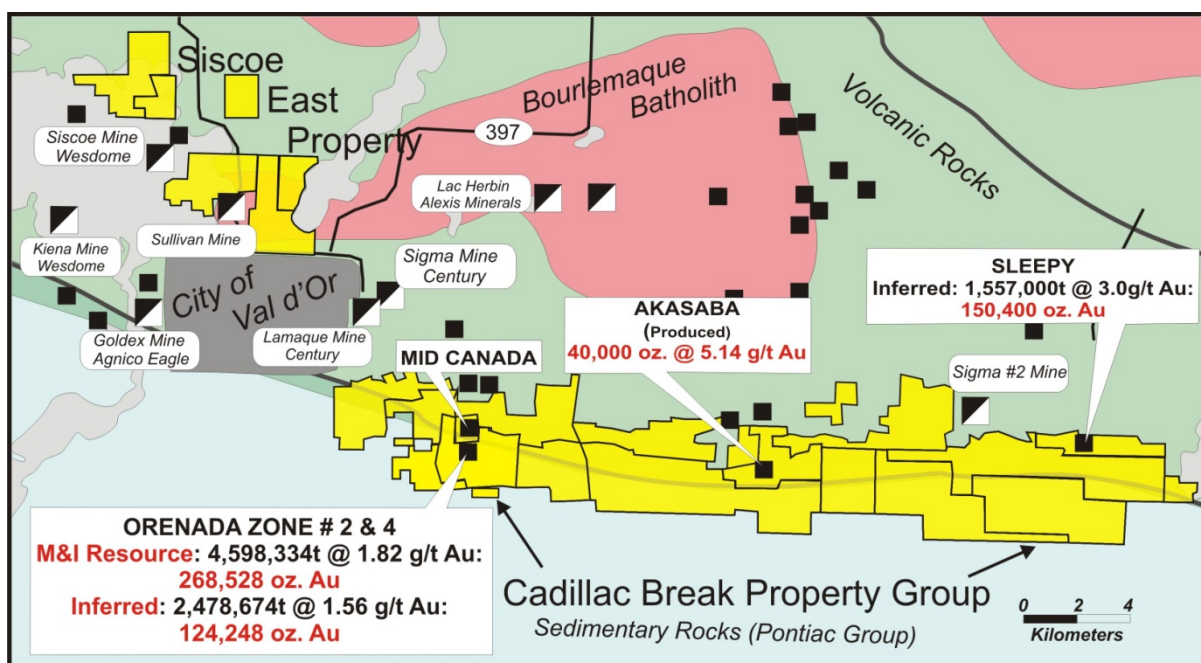 Siscoe
East
Property
Bourlemaque
Batholith
Volcanic Rocks
397
Siscoe Mine
Wesdome
Lac Herbin
Alexis Minerals
Kiena Mine
Wesdome
Sullivan Mine
Sigma Mine
Century
City of
Val d'Or
Goldex Mine
Agnico Eagle
Lamaque Mine
Century
SLEEPY
Inferred: 1,557,000t @ 3.0g/t Au:
150,400 oz. Au
AKASABA
(Produced)
40,000 oz. @ 5.14 g/t Au
MID CANADA
Sigma #2 Mine
ORENADA ZONE # 2 & 4
M&I Resource: 4,598,334t @ 1.82 g/t Au:
268,528 oz. Au
Inferred: 2,478,674t @ 1.56 g/t Au:
124,248 oz. Au
Cadillac Break Property Group
Sedimentary Rocks (Pontiac Group)
0 2 4
Kilometers